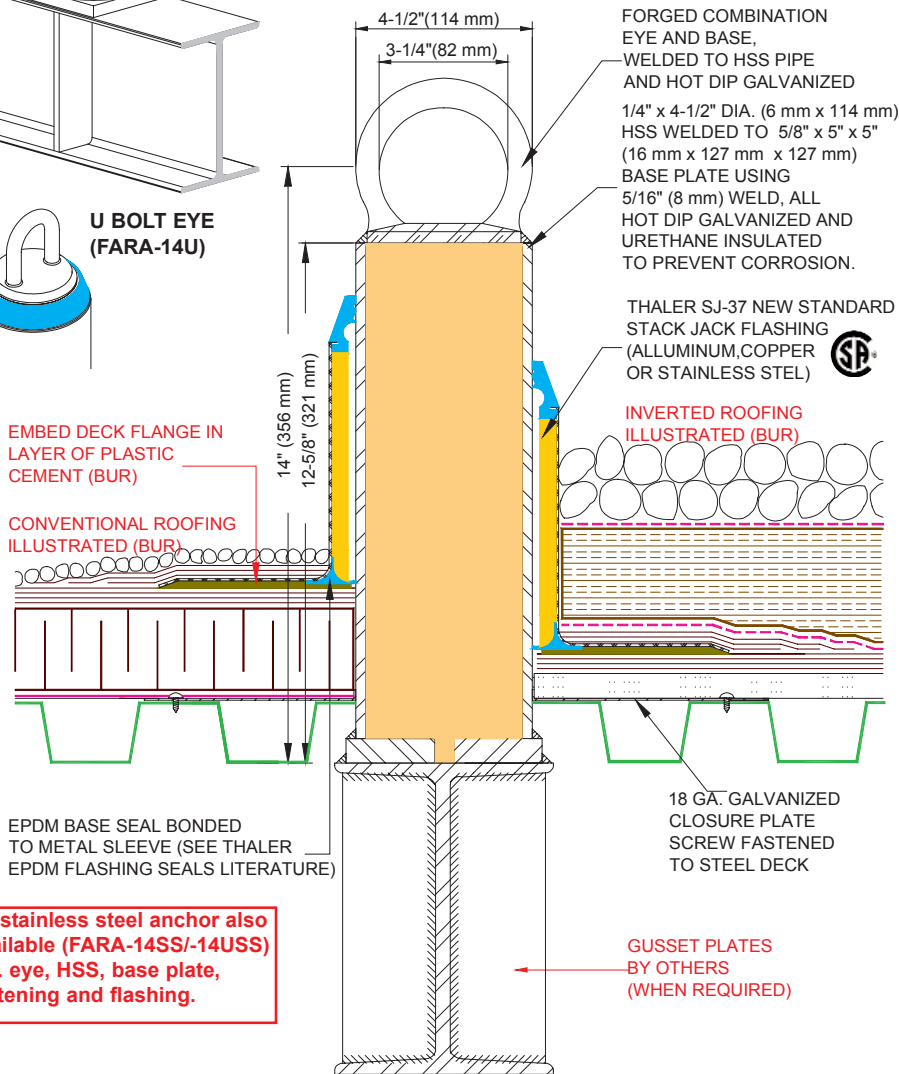 4-1/2"(114 mm)
3-1/4"(82 mm)
FORGED COMBINATION
EYE AND BASE,
WELDED TO HSS PIPE
AND HOT DIP GALVANIZED
1/4" x 4-1/2" DIA. (6 mm x 114 mm)
HSS WELDED TO 5/8" x 5" x 5"
(16 mm x 127 mm x 127 mm)
BASE PLATE USING
5/16" (8 mm) WELD, ALL
HOT DIP GALVANIZED AND
URETHANE INSULATED
TO PREVENT CORROSION.
U BOLT EYE
(FARA-14U)
THALER SJ-37 NEW STANDARD
STACK JACK FLASHING
(ALLUMINUM,COPPER
OR STAINLESS STEL)
SA
14" (356 mm)
12-5/8" (321 mm)
INVERTED ROOFING
ILLUSTRATED (BUR)
EMBED DECK FLANGE IN
LAYER OF PLASTIC
CEMENT (BUR)
CONVENTIONAL ROOFING
ILLUSTRATED (BUR)
18 GA. GALVANIZED
CLOSURE PLATE
SCREW FASTENED
TO STEEL DECK
EPDM BASE SEAL BONDED
TO METAL SLEEVE (SEE THALER
EPDM FLASHING SEALS LITERATURE)
stainless steel anchor also
ailable (FARA-14SS/-14USS)
. eye, HSS, base plate,
tening and flashing.
GUSSET PLATES
BY OTHERS
(WHEN REQUIRED)